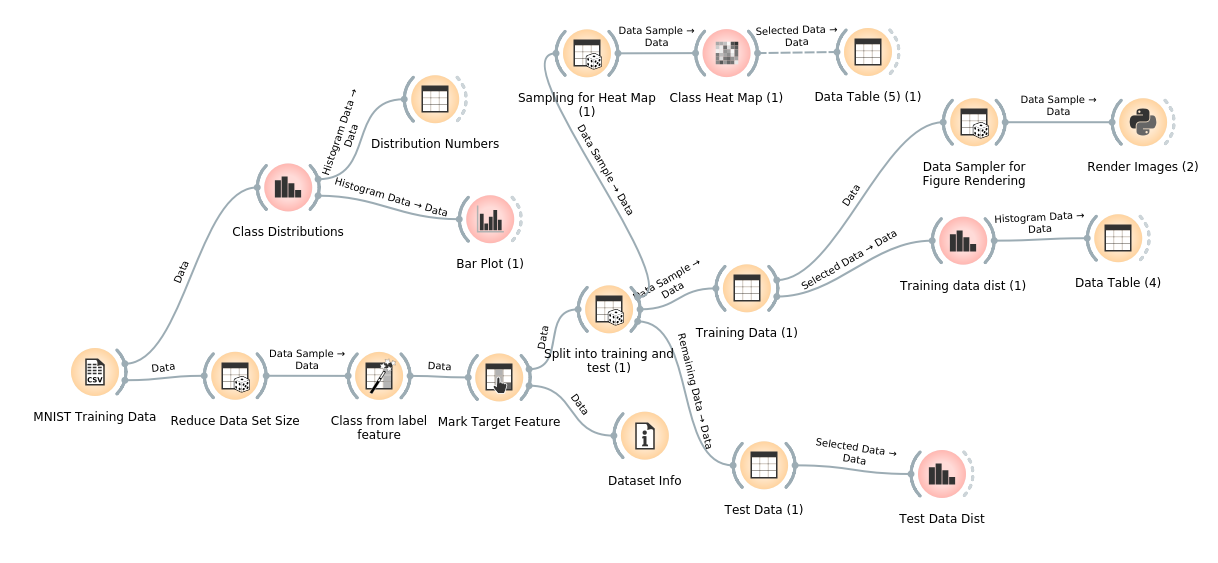 Data Sample →
Data
Selected Data →
Data
Sampling for Heat Map
(1)
Class Heat Map (1)
Data Table (5) (1)
Histogram Data →
Data
Distribution Numbers
Data Sample → Data
Data Sample →
Data
Data Sampler for
Figure Rendering
Render Images (2)
Data
Histogram Data → Data
Class Distributions
Bar Plot (1)
Data
Selected Data → Data
Histogram Data →
Data
Training data dist (1)
Data Table (4)
Data
Data Sample →
Data
Training Data (1)
Data
Split into training and
test (1)
CSV
MNIST Training Data
Data
Reduce Data Set Size
Data Sample →
Data
Class from label
feature
Data
Mark Target Feature
Data
Dataset Info
Remaining Data → Data
Test Data (1)
Selected Data →
Data
Test Data Dist